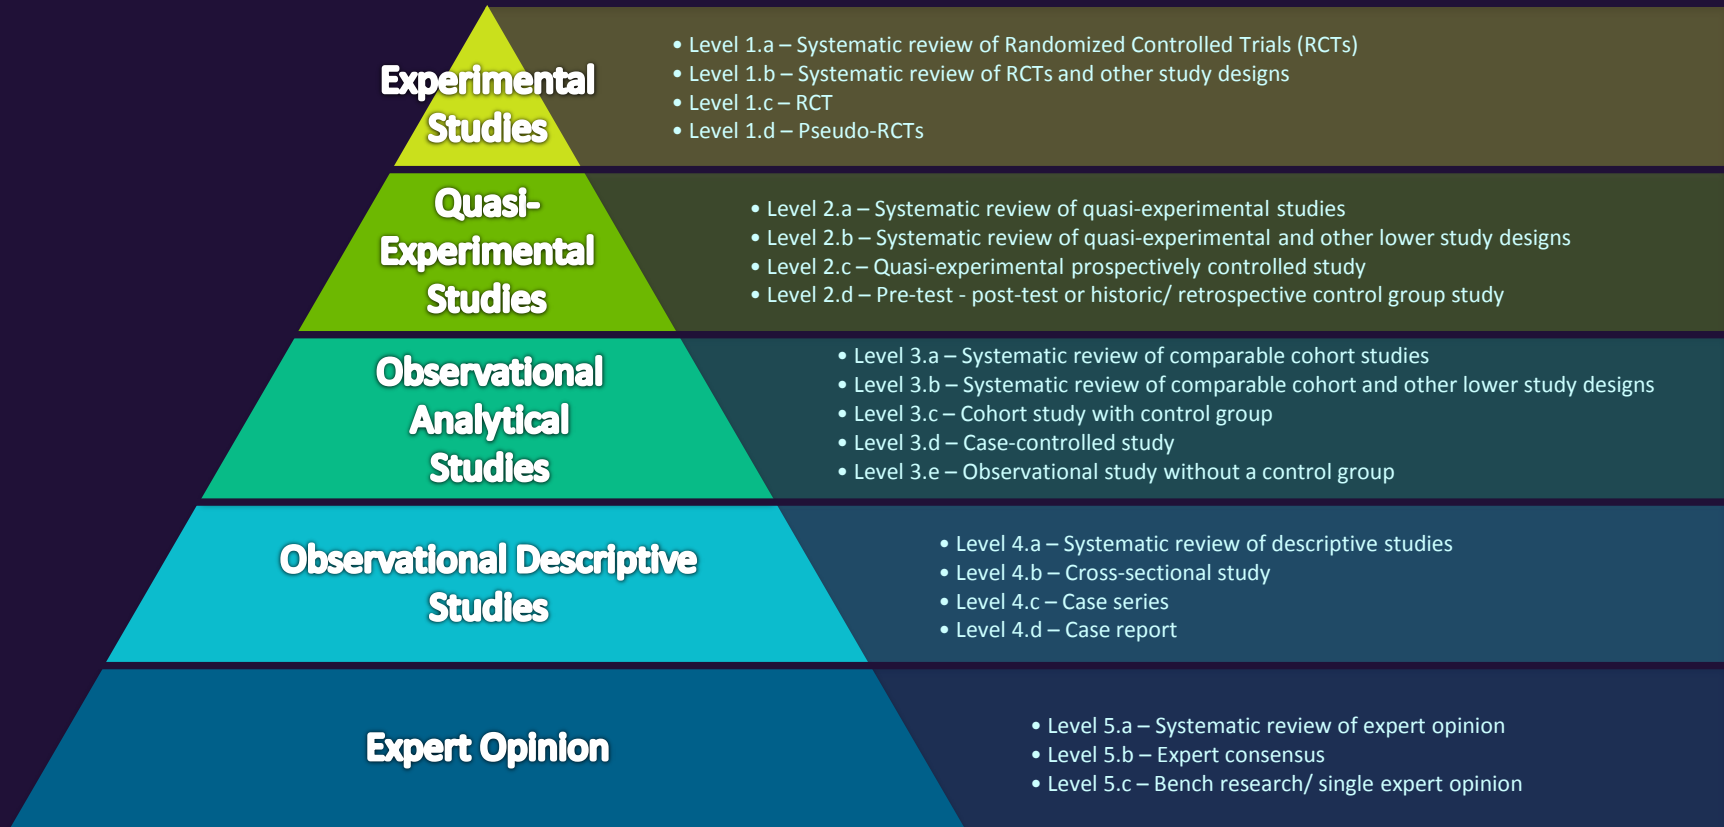 Experimental
Studies
• Level 1.a – Systematic review of Randomized Controlled Trials (RCTs)
• Level 1.b – Systematic review of RCTs and other study designs
• Level 1.c – RCT
• Level 1.d – Pseudo-RCTs
Quasi-
Experimental
Studies
• Level 2.a – Systematic review of quasi-experimental studies
• Level 2.b – Systematic review of quasi-experimental and other lower study designs
• Level 2.c – Quasi-experimental prospectively controlled study
• Level 2.d – Pre-test - post-test or historic/ retrospective control group study
Observational
Analytical
Studies
• Level 3.a – Systematic review of comparable cohort studies
• Level 3.b – Systematic review of comparable cohort and other lower study designs
• Level 3.c – Cohort study with control group
• Level 3.d – Case-controlled study
• Level 3.e – Observational study without a control group
Observational Descriptive
Studies
• Level 4.a – Systematic review of descriptive studies
• Level 4.b – Cross-sectional study
• Level 4.c – Case series
• Level 4.d – Case report
Expert Opinion
• Level 5.a – Systematic review of expert opinion
• Level 5.b – Expert consensus
• Level 5.c – Bench research/ single expert opinion